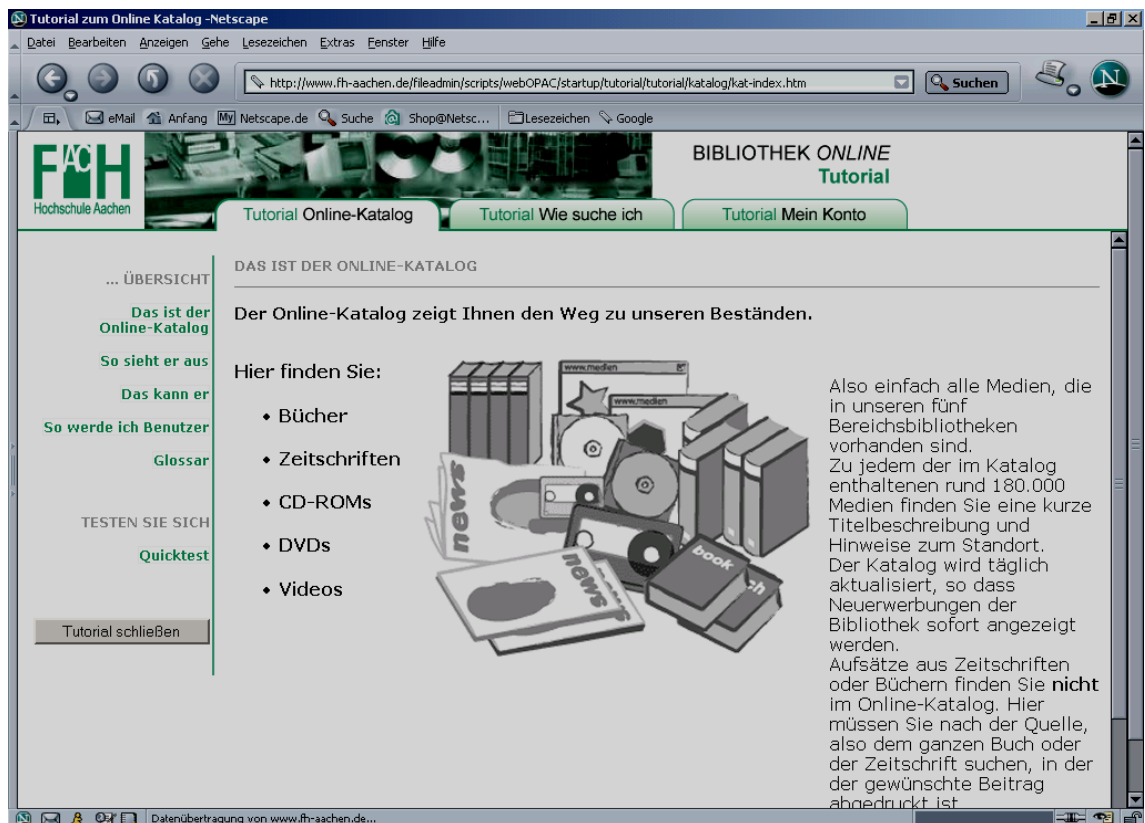 Tutorial zum Online Katalog -Netscape
Datei Bearbeiten Anzeigen Gehe Lesezeichen Extras Fenster Hilfe
http://www.fh-aachen.de/fileadmin/scripts/webOPAC/startup/tutorial/tutorial/katalog/kat-index.htm
Suchen
N
eMail Anfang My Netscape.de Suche Shop@Netsc... Lesezeichen Google
FACH
Hochschule Aachen
BIBLIOTHEK ONLINE
Tutorial
Tutorial Online-Katalog
Tutorial Wie suche ich
Tutorial Mein Konto
... ÜBERSICHT
Das ist der
Online-Katalog
So sieht er aus
Das kann er
So werde ich Benutzer
Glossar
TESTEN SIE SICH
Quicktest
Tutorial schließen
DAS IST DER ONLINE-KATALOG
Der Online-Katalog zeigt Ihnen den Weg zu unseren Beständen.
Hier finden Sie:
• Bücher
• Zeitschriften
• CD-ROMs
• DVDs
• Videos
www.medien
www.medien
news
news
book
Also einfach alle Medien, die
in unseren fünf
Bereichsbibliotheken
vorhanden sind.
Zu jedem der im Katalog
enthaltenen rund 180.000
Medien finden Sie eine kurze
Titelbeschreibung und
Hinweise zum Standort.
Der Katalog wird täglich
aktualisiert, so dass
Neuerwerbungen der
Bibliothek sofort angezeigt
werden.
Aufsätze aus Zeitschriften
oder Büchern finden Sie nicht
im Online-Katalog. Hier
müssen Sie nach der Quelle,
also dem ganzen Buch oder
der Zeitschrift suchen, in der
der gewünschte Beitrag
abgedruckt ist
Datenübertragung von www.fh-aachen.de...